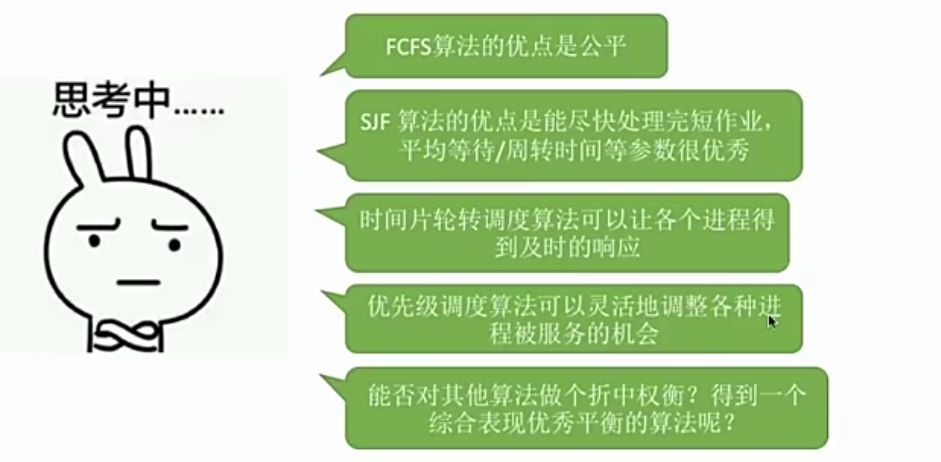 思考中......
FCFS算法的优点是公平
SJF 算法的优点是能尽快处理完短作业，
平均等待/周转时间等参数很优秀
时间片轮转调度算法可以让各个进程得
到及时的响应
优先级调度算法可以灵活地调整各种进
程被服务的机会
能否对其他算法做个折中权衡？得到一个
综合表现优秀平衡的算法呢？